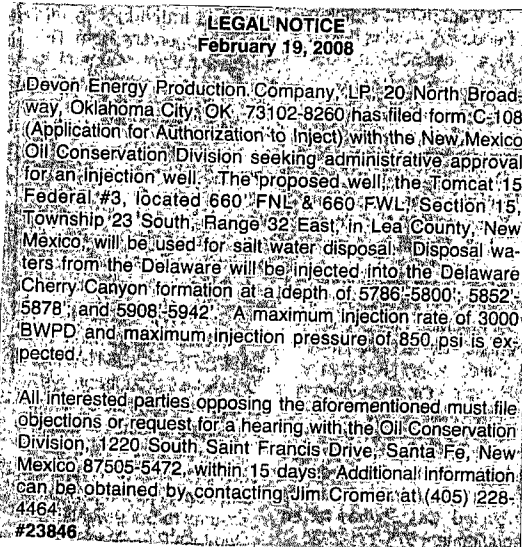 LEGAL NOTICE
February 19, 2008
Devon Energy Production Company, LP, 20 North Broad-
way, Oklahoma City, OK 73102-8260 has filed form C-108
(Application for Authorization to Inject) with the New Mexico
Oil Conservation Division seeking administrative approval
for an injection well. The proposed well, the Tomcat 15
Federal #3, located 660' FNL & 660 FWL, Section 15,
Township 23 South, Range 32 East, in Lea County, New
Mexico, will be used for salt water disposal. Disposal wa-
ters from the Delaware will be injected into the Delaware
Cherry Canyon formation at a depth of 5786'-5800'; 5852'-
5878'; and 5908'-5942'. A maximum injection rate of 3000
BWPD and maximum injection pressure of 850 psi is ex-
pected.
All interested parties opposing the aforementioned must file
objections or request for a hearing with the Oil Conservation
Division, 1220 South Saint Francis Drive, Santa Fe, New
Mexico 87505-5472, within 15 days. Additional information
can be obtained by contacting Jim Cromer at (405) 228-
4464.
#23846